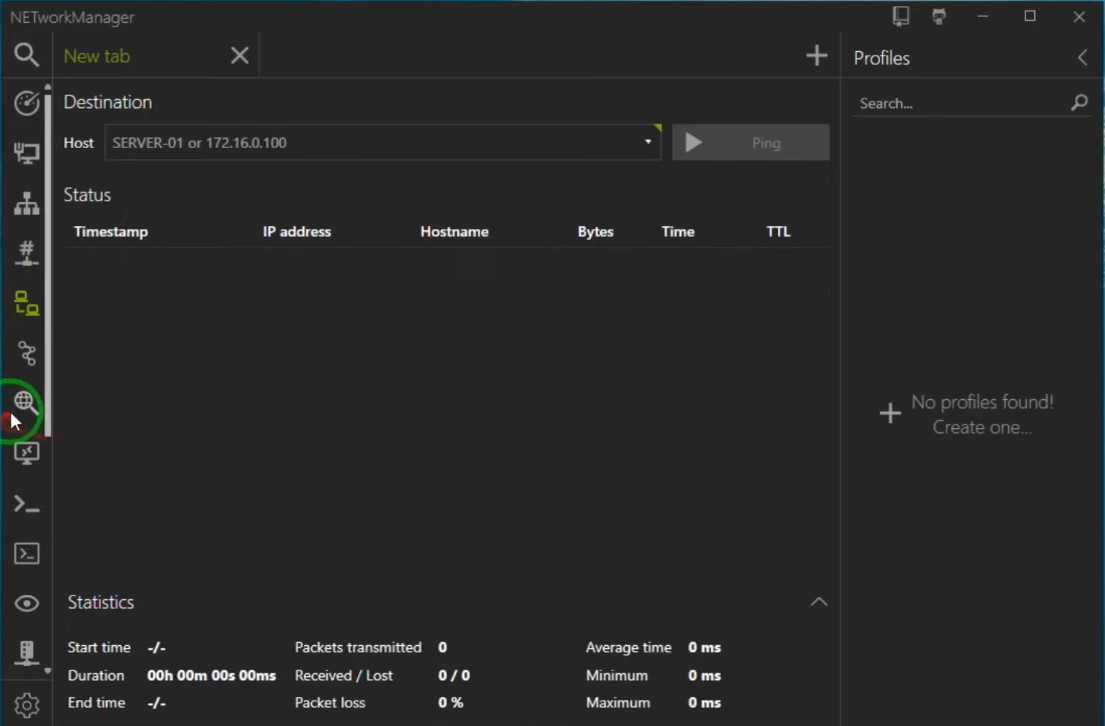 NETworkManager
New tab
Profiles
Destination
Search...
Host SERVER-01 or 172.16.0.100 Ping
Status
Timestamp IP address Hostname Bytes Time TTL
No profiles found!
Create one...
Statistics
Start time -/- Packets transmitted 0 Average time 0 ms
Duration 00h 00m 00s 00ms Received / Lost 0 / 0 Minimum 0 ms
End time -/- Packet loss 0 % Maximum 0 ms